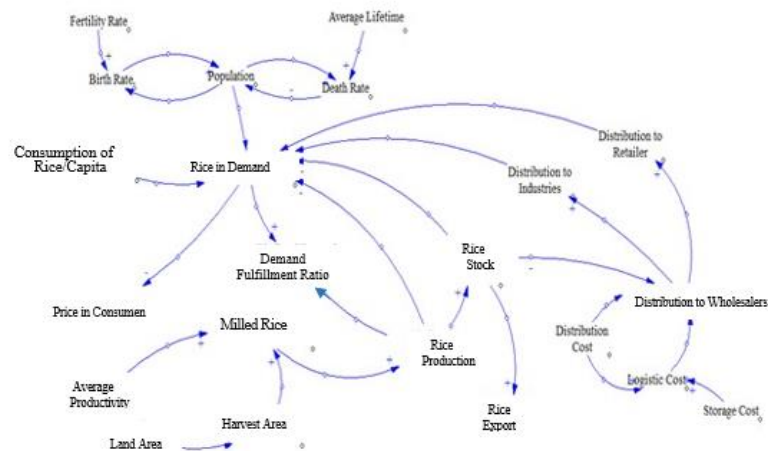 Fertility Rate
Average Lifetime
Birth Rate
Population
Death Rate
Distribution to
Retailer
Consumption of
Rice/Capita
Rice in Demand
Distribution to
Industries
Demand
Fulfillment Ratio
Rice
Stock
Price in Consumen
Milled Rice
Distribution to Wholesalers
Rice
Production
Distribution
Cost
Average
Productivity
Logistic Cost
Rice
Export
Storage Cost
Harvest Area
Land Area